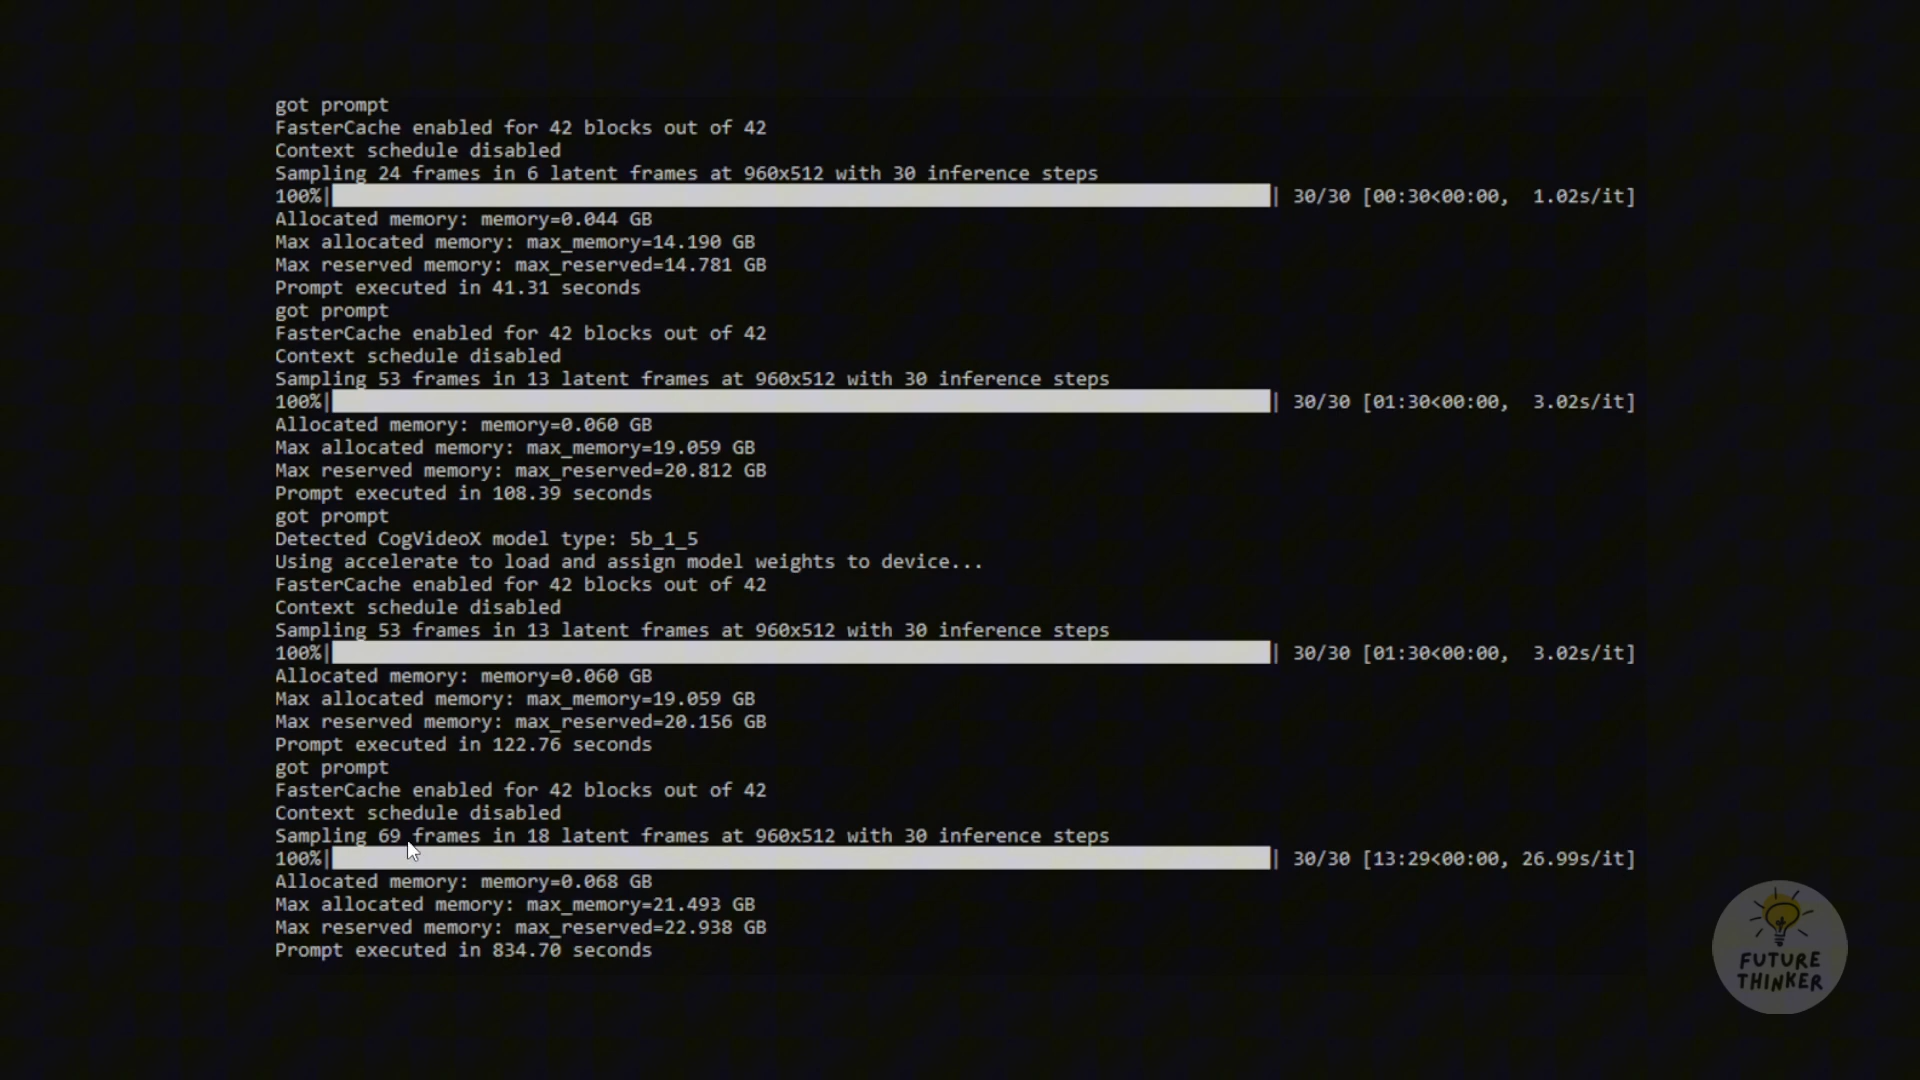 got prompt
FasterCache enabled for 42 blocks out of 42
Context schedule disabled
Sampling 24 frames in 6 latent frames at 960x512 with 30 inference steps
100%| | 30/30 [00:30<00:00, 1.02s/it]
Allocated memory: memory=0.044 GB
Max allocated memory: max_memory=14.190 GB
Max reserved memory: max_reserved=14.781 GB
Prompt executed in 41.31 seconds
got prompt
FasterCache enabled for 42 blocks out of 42
Context schedule disabled
Sampling 53 frames in 13 latent frames at 960x512 with 30 inference steps
100%| | 30/30 [01:30<00:00, 3.02s/it]
Allocated memory: memory=0.060 GB
Max allocated memory: max_memory=19.059 GB
Max reserved memory: max_reserved=20.812 GB
Prompt executed in 108.39 seconds
got prompt
Detected CogVideoX model type: 5b_1_5
Using accelerate to load and assign model weights to device...
FasterCache enabled for 42 blocks out of 42
Context schedule disabled
Sampling 53 frames in 13 latent frames at 960x512 with 30 inference steps
100%| | 30/30 [01:30<00:00, 3.02s/it]
Allocated memory: memory=0.060 GB
Max allocated memory: max_memory=19.059 GB
Max reserved memory: max_reserved=20.156 GB
Prompt executed in 122.76 seconds
got prompt
FasterCache enabled for 42 blocks out of 42
Context schedule disabled
Sampling 69 frames in 18 latent frames at 960x512 with 30 inference steps
100%| | 30/30 [13:29<00:00, 26.99s/it]
Allocated memory: memory=0.068 GB
Max allocated memory: max_memory=21.493 GB
Max reserved memory: max_reserved=22.938 GB
Prompt executed in 834.70 seconds
FUTURE
THINKER